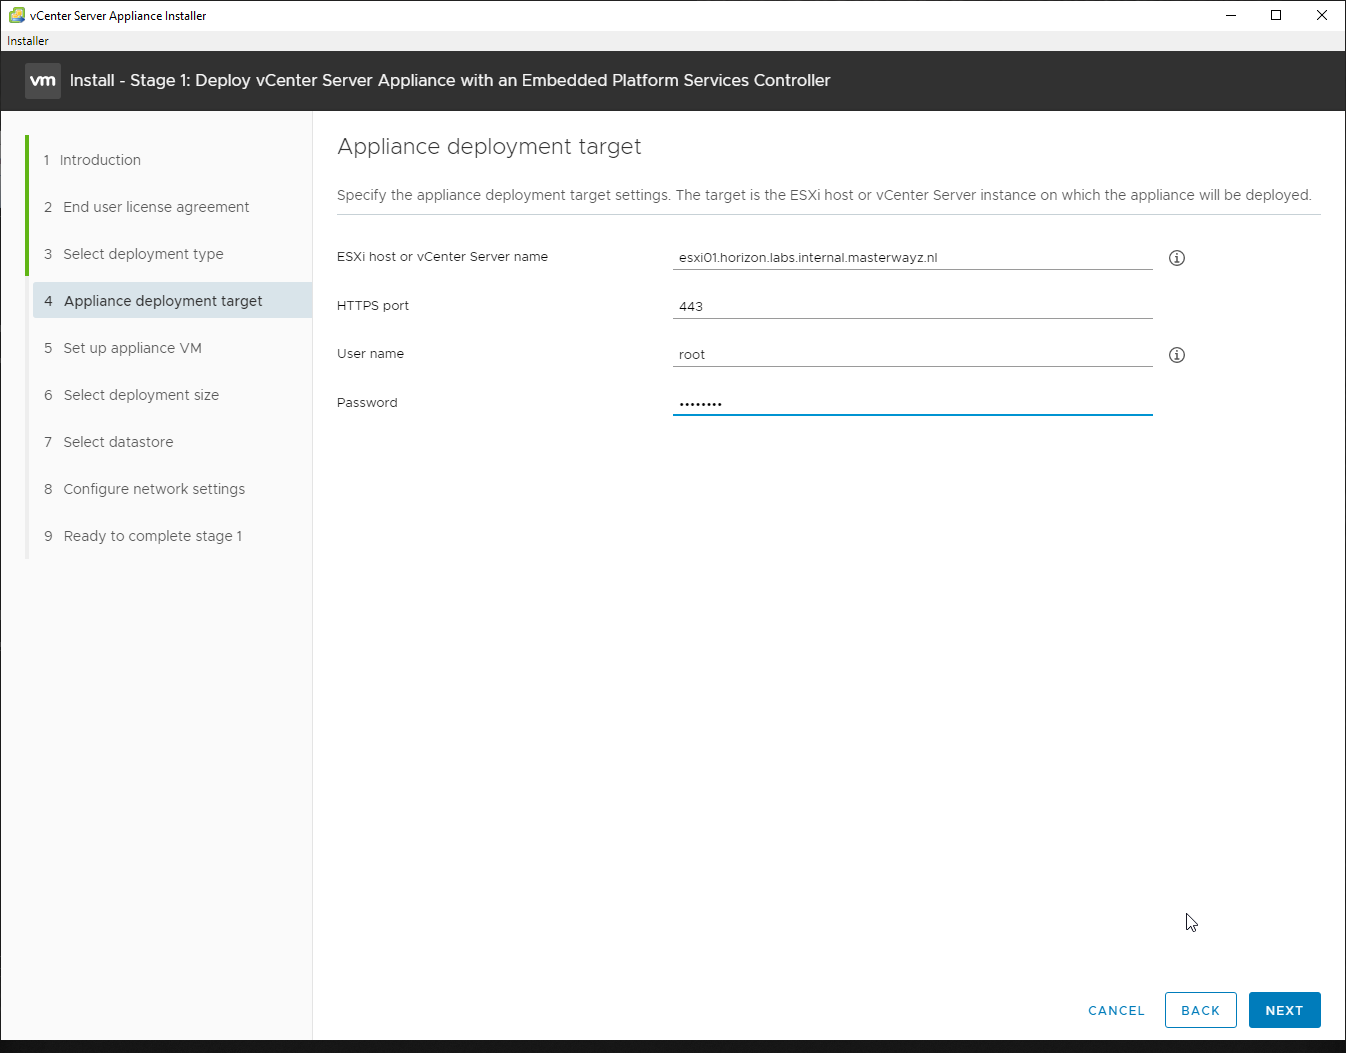 vCenter Server Appliance Installer
Installer
vm Install - Stage 1: Deploy vCenter Server Appliance with an Embedded Platform Services Controller
1 Introduction
2 End user license agreement
3 Select deployment type
4 Appliance deployment target
5 Set up appliance VM
6 Select deployment size
7 Select datastore
8 Configure network settings
9 Ready to complete stage 1
Appliance deployment target
Specify the appliance deployment target settings. The target is the ESXi host or vCenter Server instance on which the appliance will be deployed.
ESXi host or vCenter Server name esxi01.horizon.labs.internal.masterwayz.nl
HTTPS port 443
User name root
Password ••••••••
CANCEL BACK NEXT